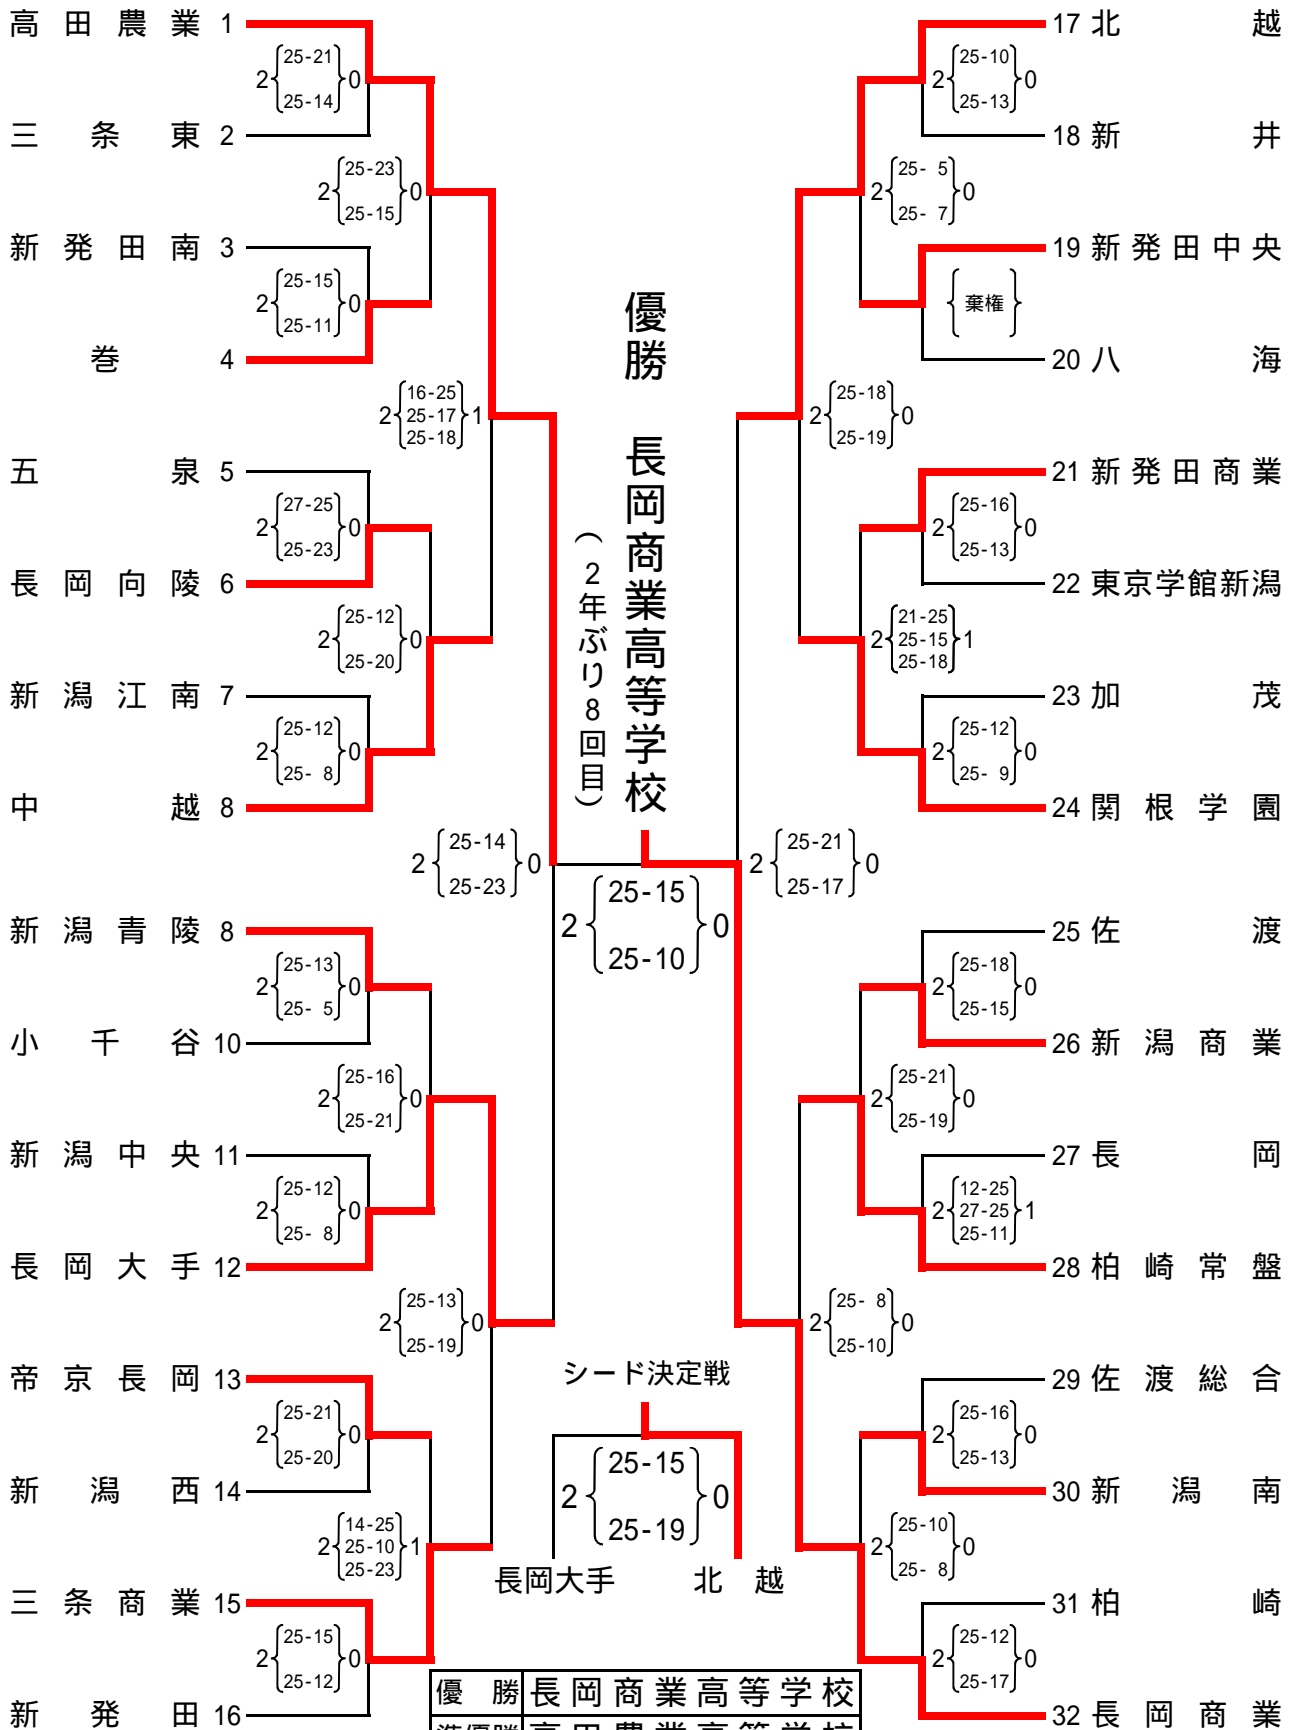 高田農業 1
2 25-21 0
25-14
三条東 2
2 25-23 0
25-15
新発田南 3
2 25-15 0
25-11
巻 4
2 16-25 1
25-17
25-18
五泉 5
2 27-25 0
25-23
長岡向陵 6
2 25-12 0
25-20
新潟江南 7
2 25-12 0
25- 8
中越 8
2 25-14 0
25-23
新潟青陵 8
2 25-13 0
25- 5
小千谷 10
2 25-16 0
25-21
新潟中央 11
2 25-12 0
25- 8
長岡大手 12
2 25-13 0
25-19
帝京長岡 13
2 25-21 0
25-20
新潟西 14
2 14-25 1
25-10
25-23
三条商業 15
2 25-15 0
25-12
新発田 16
優勝 長岡商業高等学校
(2年ぶり8回目)
2 25-15 0
25-10
シード決定戦
2 25-15 0
25-19
長岡大手 北越
優勝 長岡商業高等学校
準優勝 高田農業高等学校
17 北越
2 25-10 0
25-13
18 新井
2 25- 5 0
25- 7
19 新発田中央
棄権
20 八海
2 25-18 0
25-19
21 新発田商業
2 25-16 0
25-13
22 東京学館新潟
2 21-25 1
25-15
25-18
23 加茂
2 25-12 0
25- 9
24 関根学園
2 25-21 0
25-17
25 佐渡
2 25-18 0
25-15
26 新潟商業
2 25-21 0
25-19
27 長岡
2 12-25 1
27-25
25-11
28 柏崎常盤
2 25- 8 0
25-10
29 佐渡総合
2 25-16 0
25-13
30 新潟南
2 25-10 0
25- 8
31 柏崎
2 25-12 0
25-17
32 長岡商業